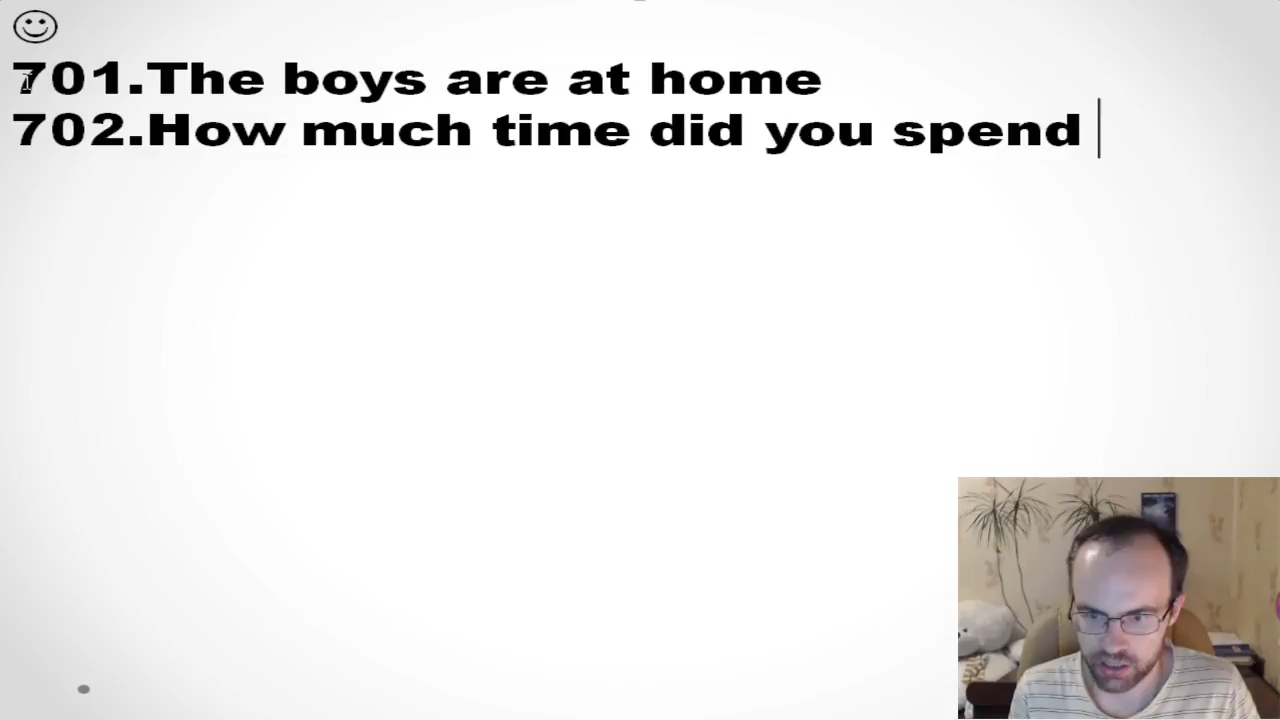 701.The boys are at home
702.How much time did you spend